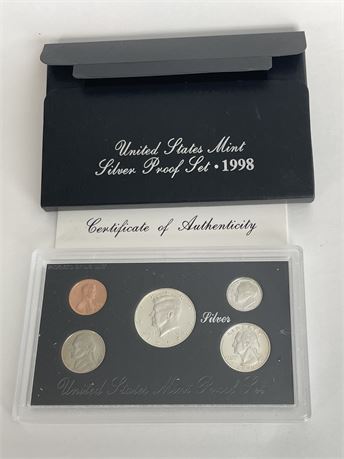 United States Mint
Silver Proof Set · 1998
Certificate of Authenticity
Silver
United States Mint Proof Set